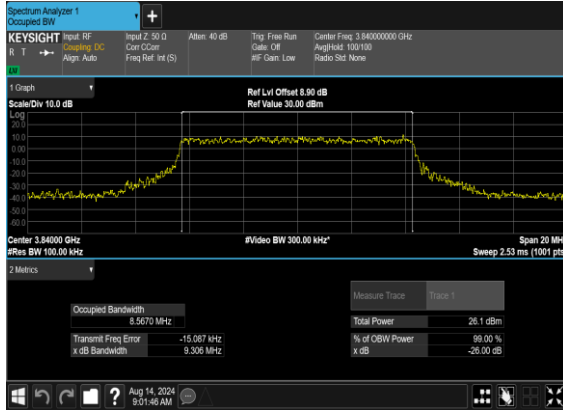 Spectrum Analyzer 1
Occupied BW
KEYSIGHT
R T
Input: RF
Coupling: DC
Align: Auto
Input Z: 50 Ω
Corr CCorr
Freq Ref: Int (S)
Atten: 40 dB
Trig: Free Run
Gate: Off
#IF Gain: Low
Center Freq: 3.840000000 GHz
Avg|Hold: 100/100
Radio Std: None
1 Graph
Scale/Div 10.0 dB
Ref Lvl Offset 8.90 dB
Ref Value 30.00 dBm
Log
20.0
10.0
0.00
-10.0
-20.0
-30.0
-40.0
-50.0
-60.0
Center 3.84000 GHz
#Res BW 100.00 kHz
#Video BW 300.00 kHz*
Span 20 MH
Sweep 2.53 ms (1001 pts
2 Metrics
Measure Trace Trace 1
Occupied Bandwidth
8.5670 MHz
Total Power 26.1 dBm
Transmit Freq Error -15.087 kHz
% of OBW Power 99.00 %
x dB Bandwidth 9.306 MHz
x dB -26.00 dB
?
Aug 14, 2024
9:01:46 AM